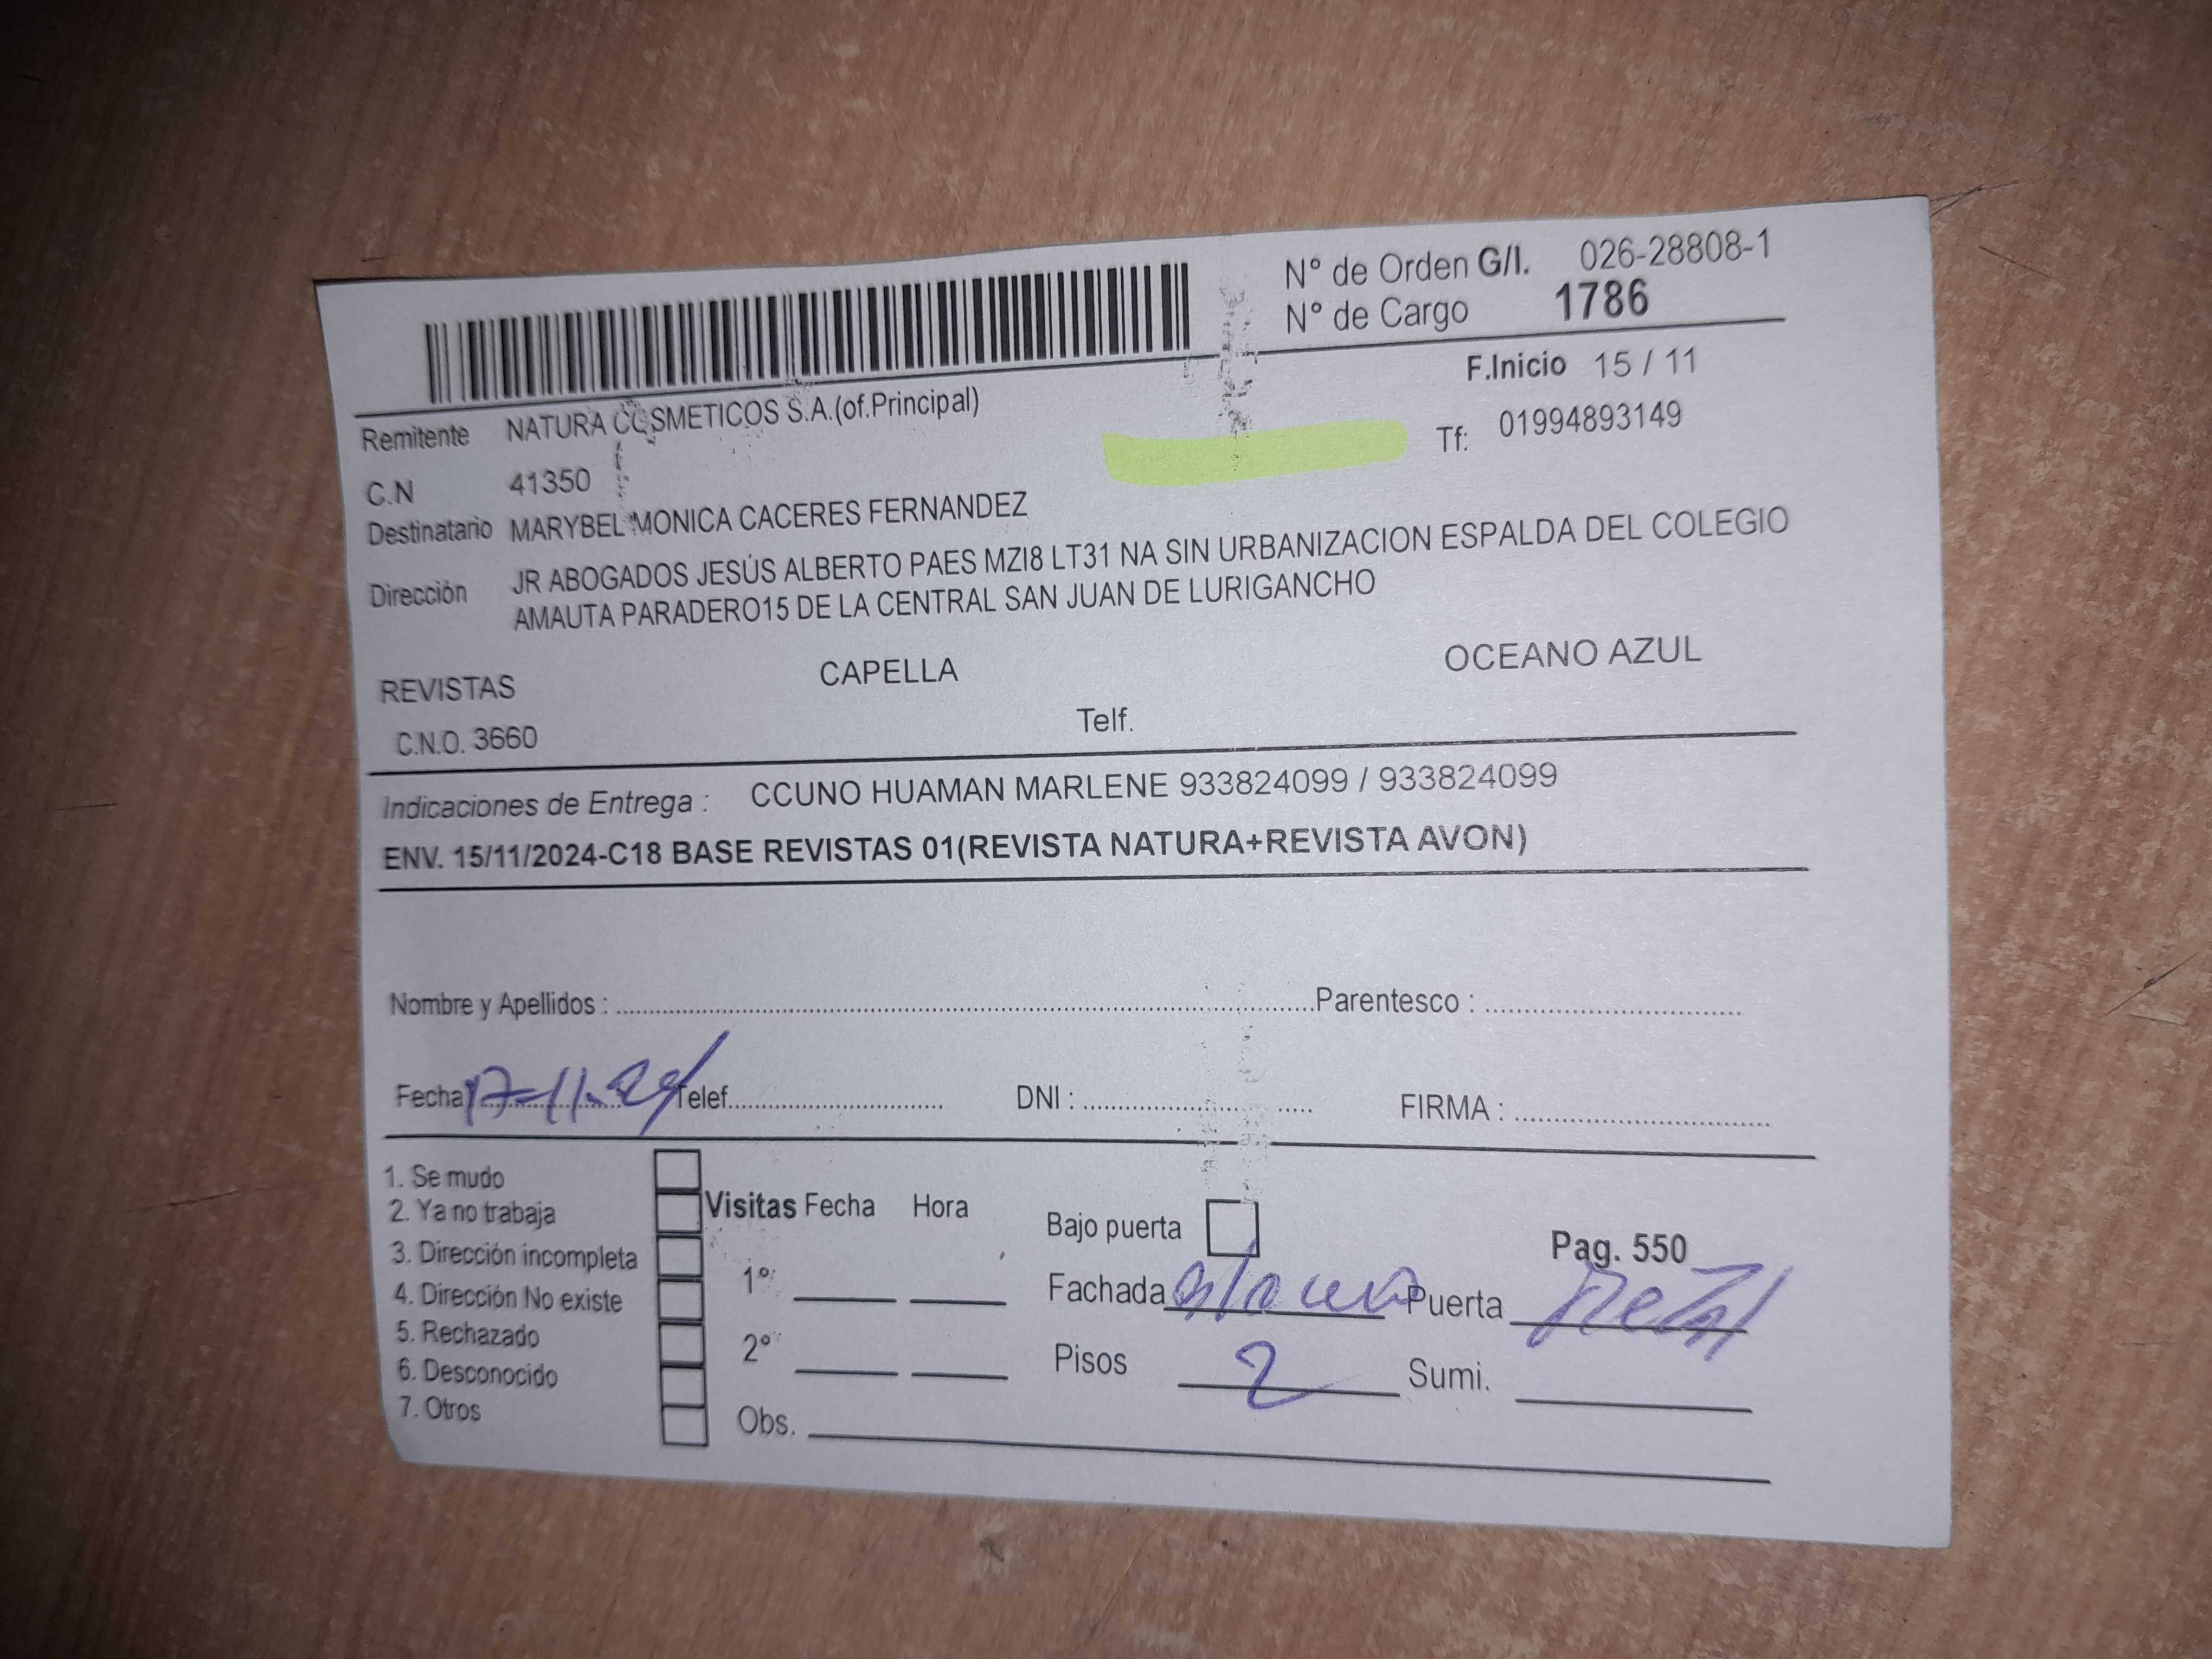 N° de Orden G/I. 026-28808-1
N° de Cargo 1786
F.Inicio 15 / 11
Remitente NATURA COSMETICOS S.A.(of.Principal)
Tf: 01994893149
C.N 41350
Destinatario MARYBEL MONICA CACERES FERNANDEZ
Dirección JR ABOGADOS JESÚS ALBERTO PAES MZI8 LT31 NA SIN URBANIZACION ESPALDA DEL COLEGIO
AMAUTA PARADERO15 DE LA CENTRAL SAN JUAN DE LURIGANCHO
REVISTAS CAPELLA OCEANO AZUL
C.N.O. 3660 Telf.
Indicaciones de Entrega : CCUNO HUAMAN MARLENE 933824099 / 933824099
ENV. 15/11/2024-C18 BASE REVISTAS 01(REVISTA NATURA+REVISTA AVON)
Nombre y Apellidos : Parentesco :
Fecha 17-11-24 Telef. DNI : FIRMA :
1. Se mudo
2. Ya no trabaja
3. Dirección incompleta
4. Dirección No existe
5. Rechazado
6. Desconocido
7. Otros
Visitas Fecha Hora
1°
2°
Obs.
Bajo puerta
Pag. 550
Fachada Puerta Metal
Pisos 2 Sumi.